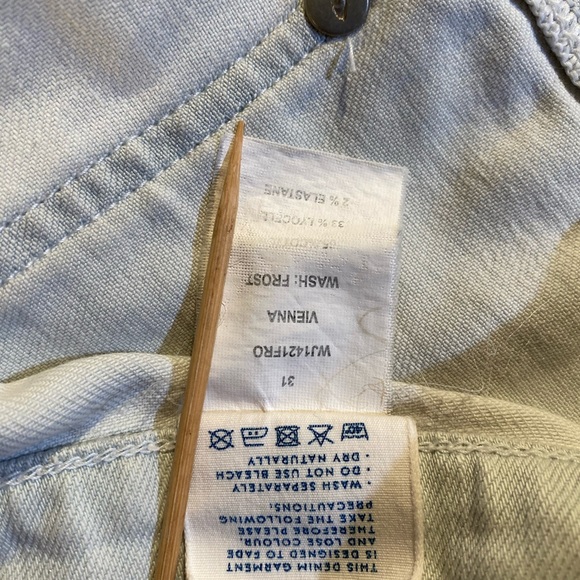 THIS DENIM GARMENT
IS DESIGNED TO FADE
AND LOSE COLOUR.
THEREFORE PLEASE
TAKE THE FOLLOWING
PRECAUTIONS:
• WASH SEPARATELY
• DO NOT USE BLEACH
• DRY NATURALLY
40°
31
WJ1421FRO
VIENNA
WASH: FROST
33% LYOCELL
2% ELASTANE